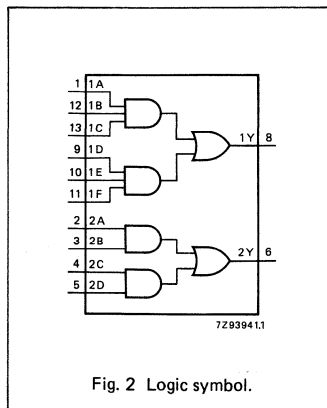 1 1A
12 1B
13 1C
9 1D
10 1E
11 1F
1Y 8
2 2A
3 2B
4 2C
5 2D
2Y 6
7Z93941.1
Fig. 2 Logic symbol.